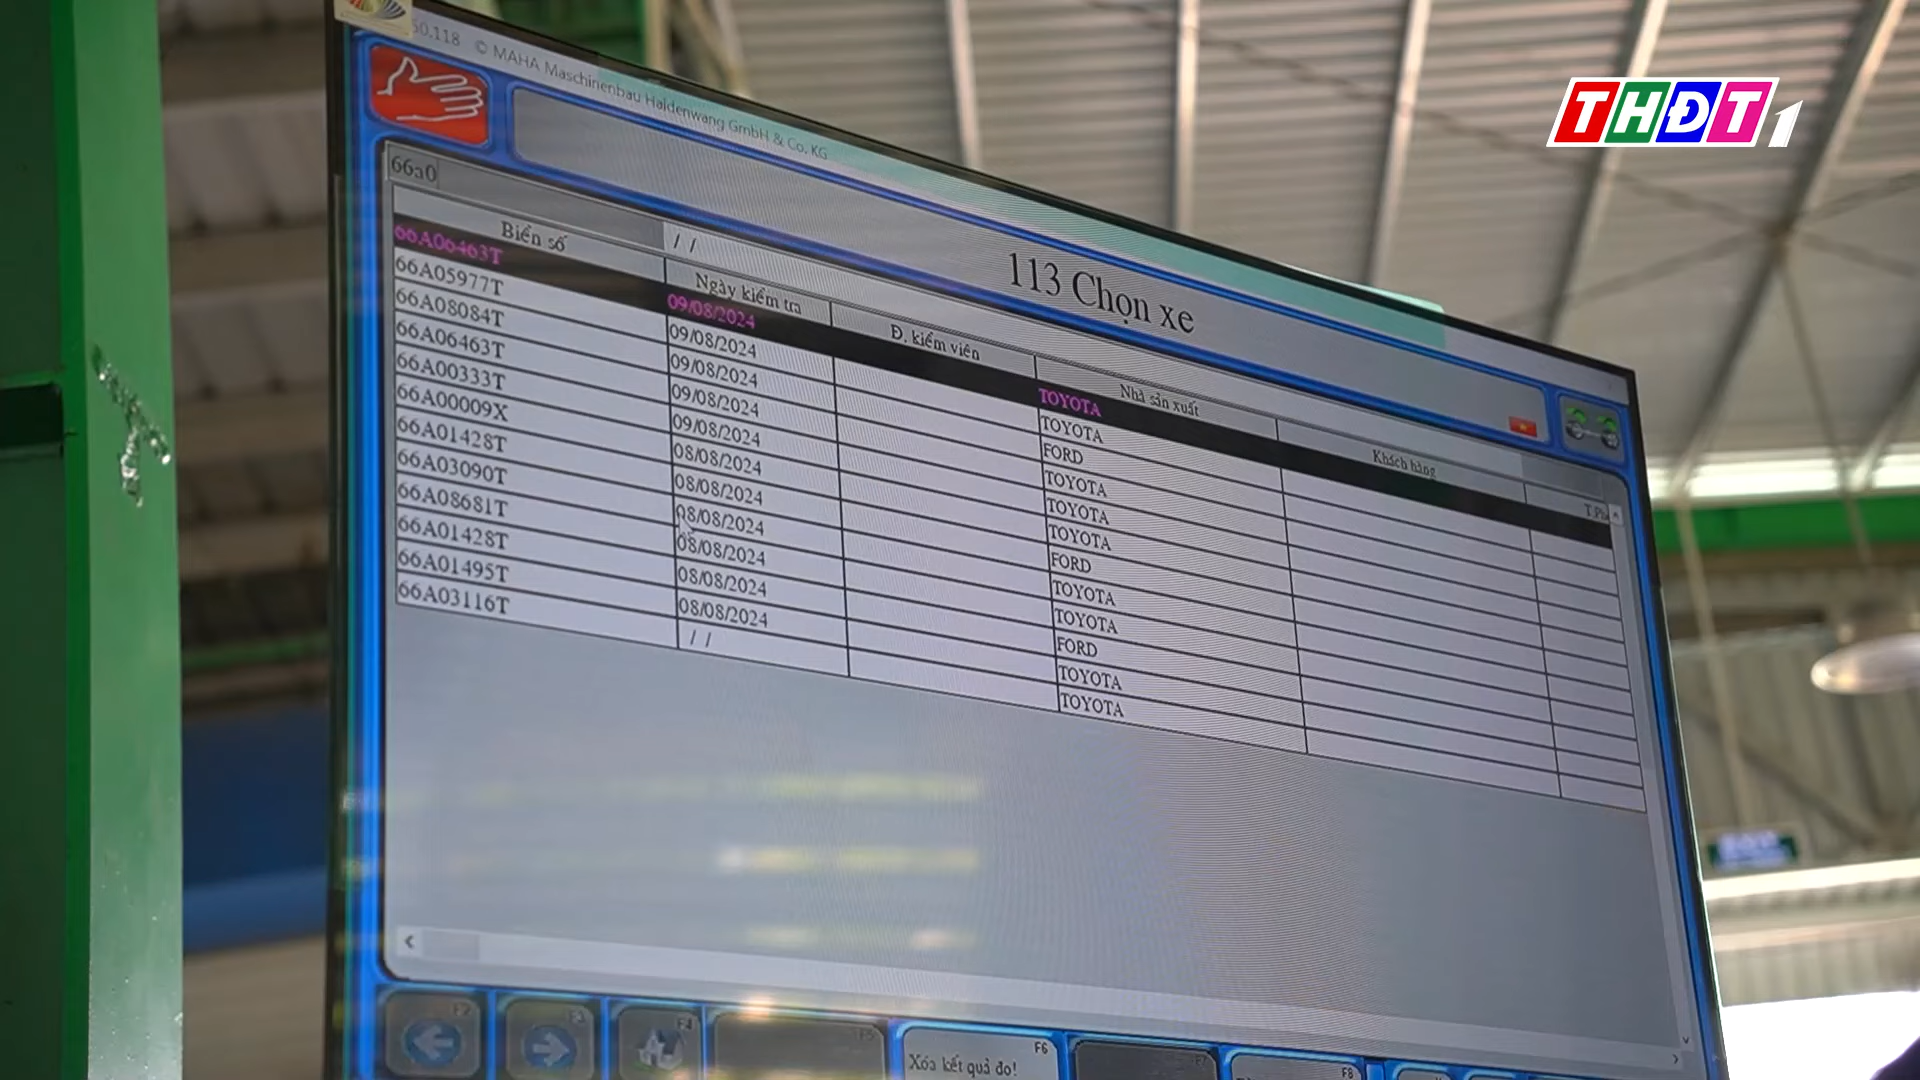 50.118 © MAHA Maschinenbau Haldenwang GmbH & Co. KG
THĐT1
66a0
113 Chọn xe
/ /
Biển số Ngày kiểm tra Đ. kiểm viên Nhà sản xuất Khách hàng
66A06463T 09/08/2024 TOYOTA
66A05977T 09/08/2024 TOYOTA
66A08084T 09/08/2024 FORD
66A06463T 09/08/2024 TOYOTA
66A00333T 09/08/2024 TOYOTA
66A00009X 08/08/2024 TOYOTA
66A01428T 08/08/2024 FORD
66A03090T 08/08/2024 TOYOTA
66A08681T 08/08/2024 TOYOTA
66A01428T 08/08/2024 FORD
66A01495T 08/08/2024 TOYOTA
66A03116T / / TOYOTA
F2 F3 F4 F5 F6 F7 F8
Xóa kết quả đo!